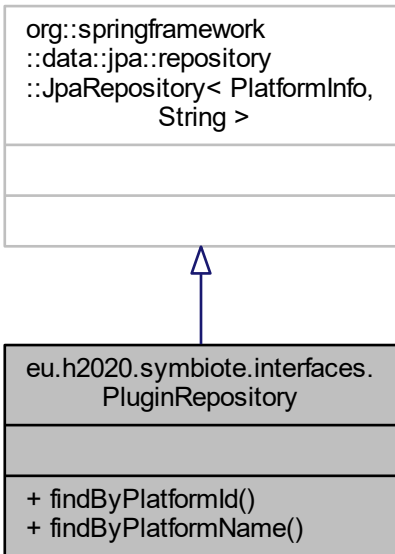 org::springframework
::data::jpa::repository
::JpaRepository< PlatformInfo,
String >
eu.h2020.symbiote.interfaces.
PluginRepository
+ findByPlatformId()
+ findByPlatformName()